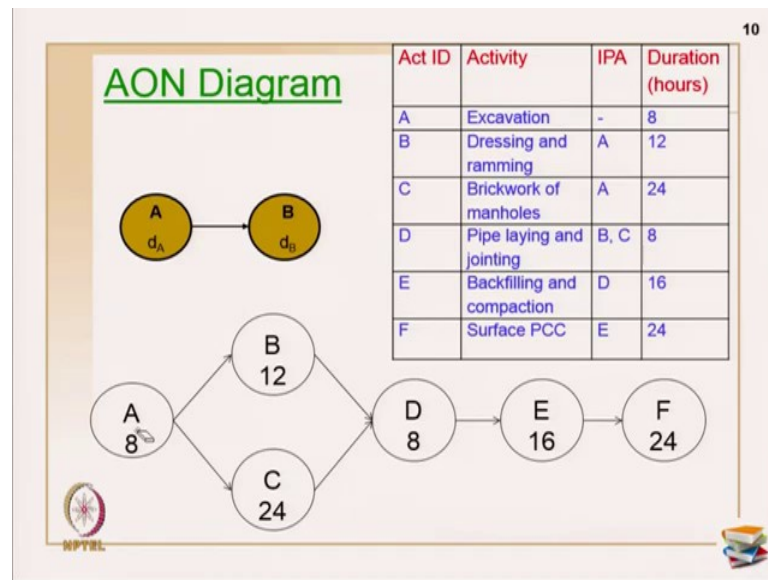 10
AON Diagram
Act ID Activity IPA Duration
(hours)
A Excavation - 8
B Dressing and A 12
ramming
C Brickwork of A 24
manholes
D Pipe laying and B, C 8
jointing
E Backfilling and D 16
compaction
F Surface PCC E 24
A B
dA dB
B
12
A
8
D E F
8 16 24
C
24
NPTEL